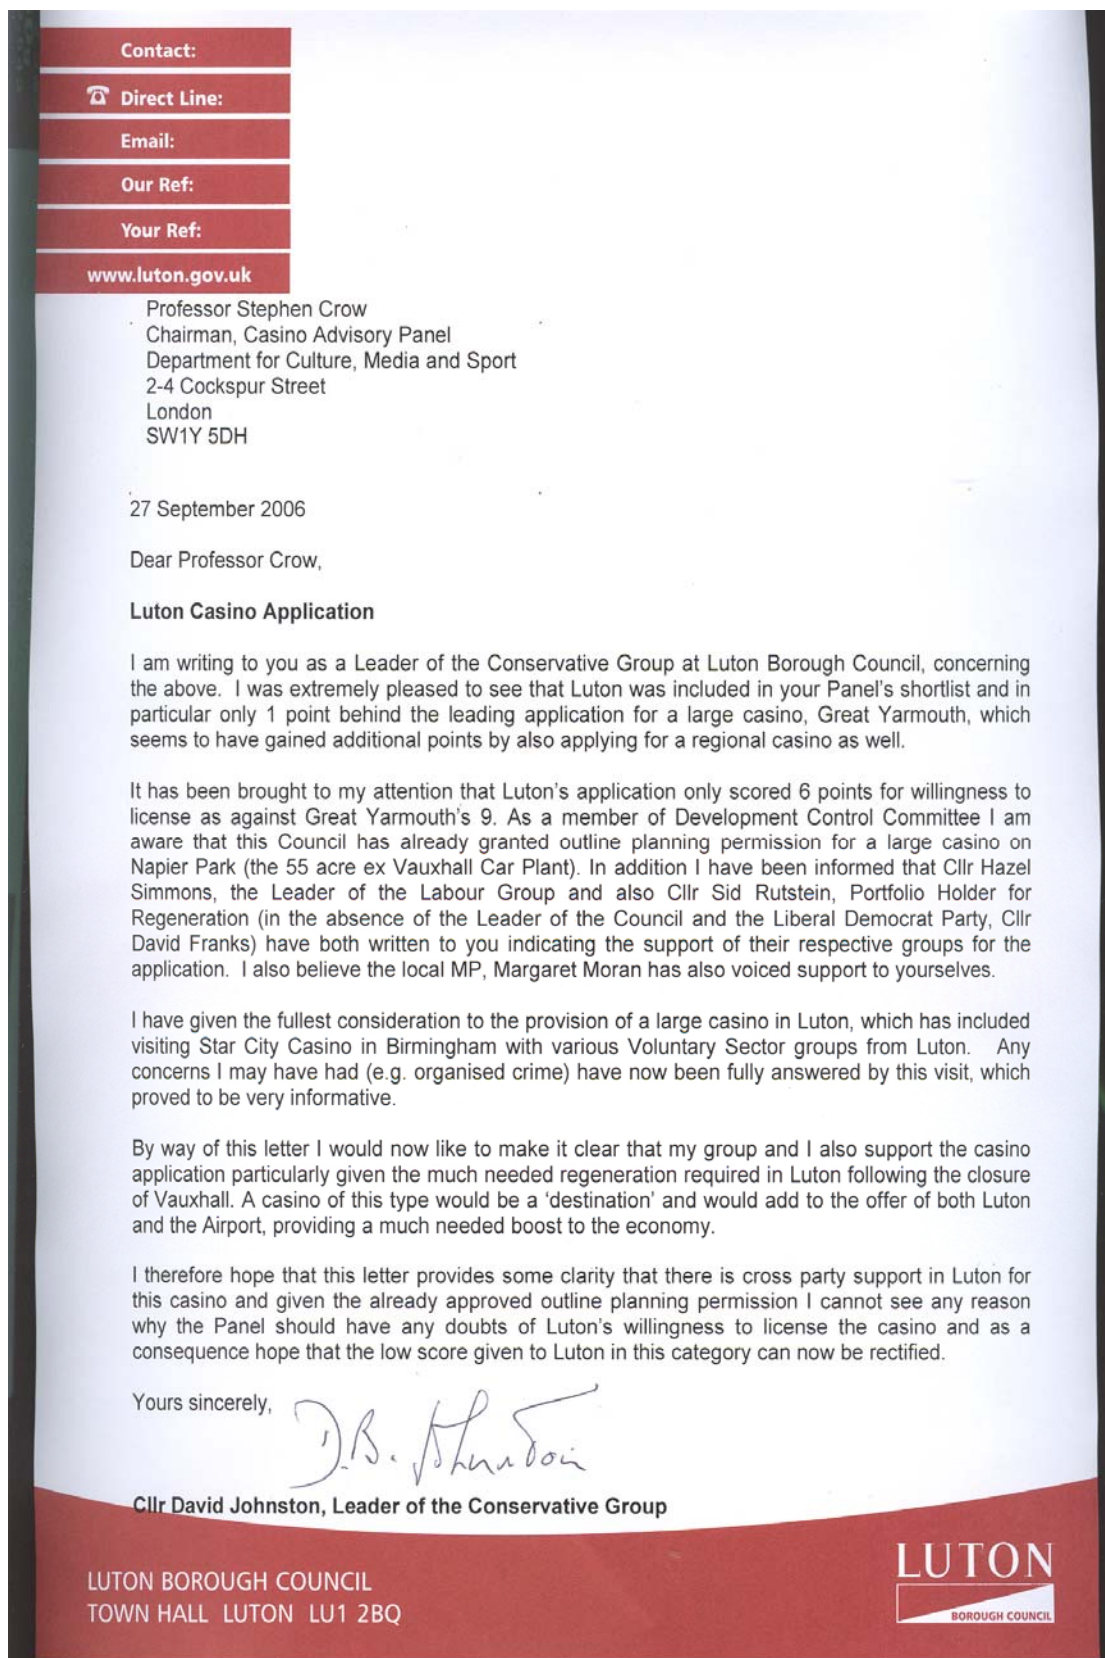 Contact:
Direct Line:
Email:
Our Ref:
Your Ref:
www.luton.gov.uk
Professor Stephen Crow
Chairman, Casino Advisory Panel
Department for Culture, Media and Sport
2-4 Cockspur Street
London
SW1Y 5DH
27 September 2006
Dear Professor Crow,
Luton Casino Application
I am writing to you as a Leader of the Conservative Group at Luton Borough Council, concerning
the above. I was extremely pleased to see that Luton was included in your Panel's shortlist and in
particular only 1 point behind the leading application for a large casino, Great Yarmouth, which
seems to have gained additional points by also applying for a regional casino as well.
It has been brought to my attention that Luton's application only scored 6 points for willingness to
license as against Great Yarmouth's 9. As a member of Development Control Committee I am
aware that this Council has already granted outline planning permission for a large casino on
Napier Park (the 55 acre ex Vauxhall Car Plant). In addition I have been informed that Cllr Hazel
Simmons, the Leader of the Labour Group and also Cllr Sid Rutstein, Portfolio Holder for
Regeneration (in the absence of the Leader of the Council and the Liberal Democrat Party, Cllr
David Franks) have both written to you indicating the support of their respective groups for the
application. I also believe the local MP, Margaret Moran has also voiced support to yourselves.
I have given the fullest consideration to the provision of a large casino in Luton, which has included
visiting Star City Casino in Birmingham with various Voluntary Sector groups from Luton. Any
concerns I may have had (e.g. organised crime) have now been fully answered by this visit, which
proved to be very informative.
By way of this letter I would now like to make it clear that my group and I also support the casino
application particularly given the much needed regeneration required in Luton following the closure
of Vauxhall. A casino of this type would be a 'destination' and would add to the offer of both Luton
and the Airport, providing a much needed boost to the economy.
I therefore hope that this letter provides some clarity that there is cross party support in Luton for
this casino and given the already approved outline planning permission I cannot see any reason
why the Panel should have any doubts of Luton's willingness to license the casino and as a
consequence hope that the low score given to Luton in this category can now be rectified.
Yours sincerely,
D.B. Johnston
Cllr David Johnston, Leader of the Conservative Group
LUTON BOROUGH COUNCIL
TOWN HALL LUTON LU1 2BQ
LUTON
BOROUGH COUNCIL